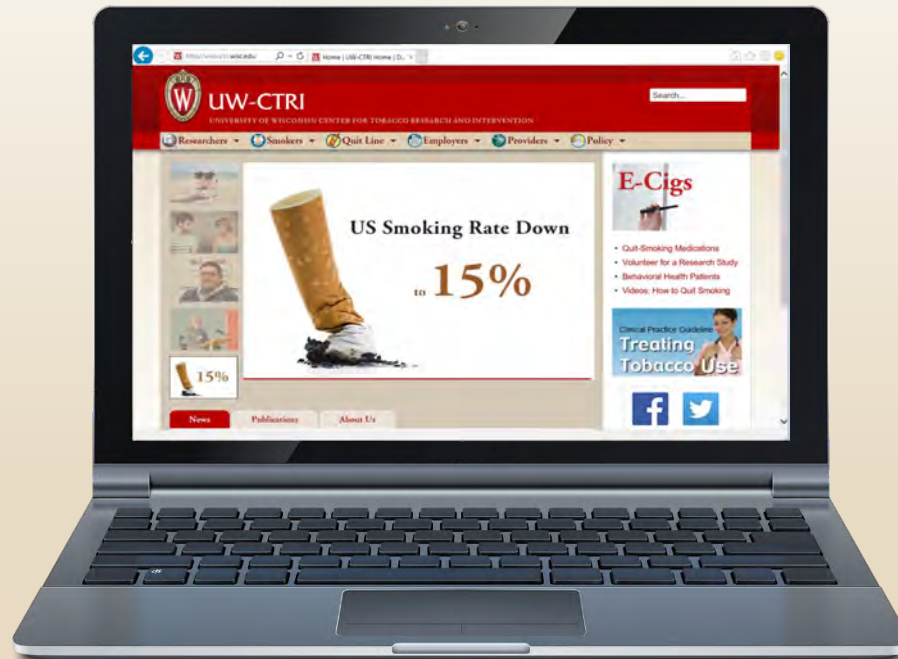 Home | UW-CTRI Home | D...
W
UW-CTRI
UNIVERSITY OF WISCONSIN CENTER FOR TOBACCO RESEARCH AND INTERVENTION
Search...
Researchers
Smokers
Quit Line
Employers
Providers
Policy
US Smoking Rate Down
to 15%
15%
E-Cigs
• Quit-Smoking Medications
• Volunteer for a Research Study
• Behavioral Health Patients
• Videos: How to Quit Smoking
Clinical Practice Guideline
Treating
Tobacco Use
News
Publications
About Us